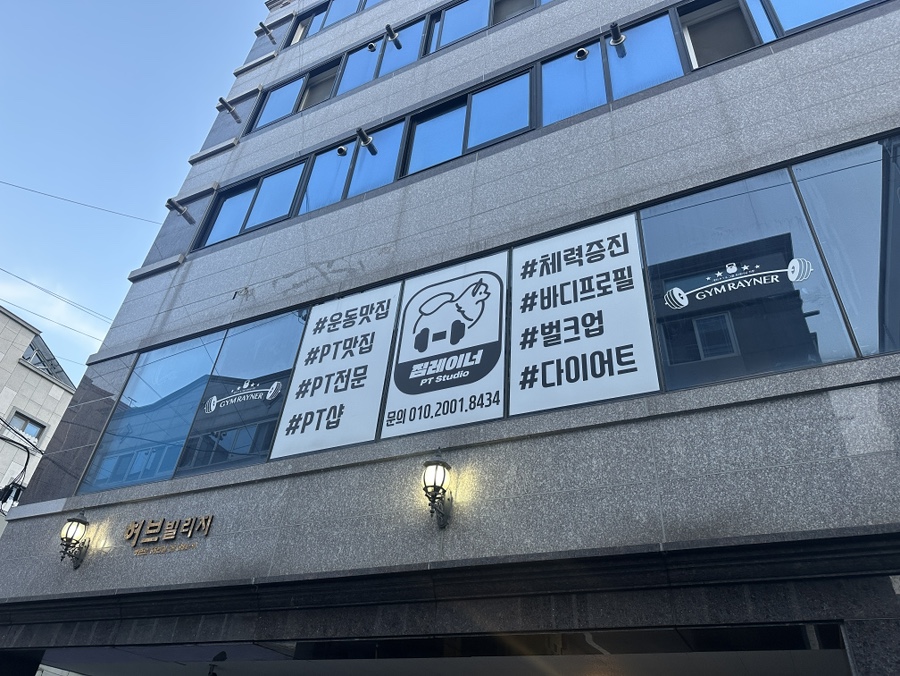 #운동맛집
#PT맛집
#PT전문
#PT샵
짐레이너
PT Studio
문의 010.2001.8434
#체력증진
#바디프로필
#벌크업
#다이어트
GYM RAYNER
GYM RAYNER
허브빌리지